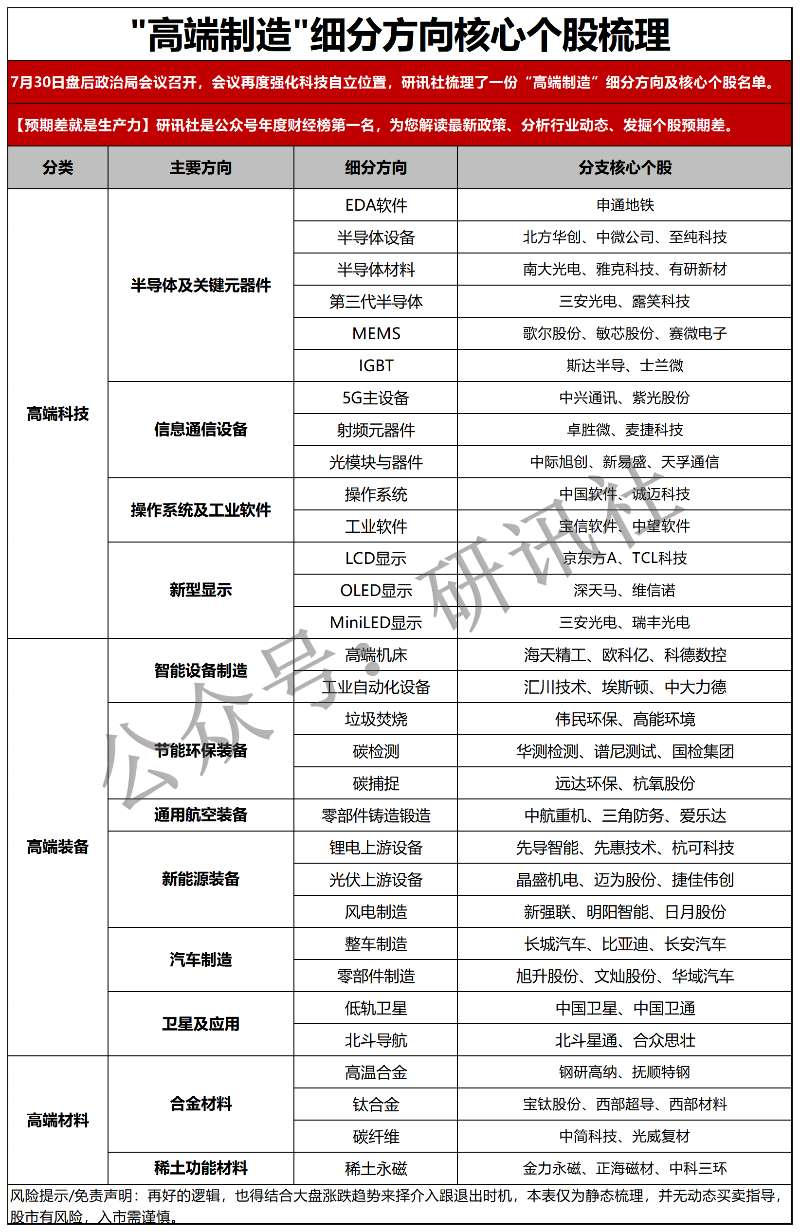 "高端制造"细分方向核心个股梳理
7月30日盘后政治局会议召开，会议再度强化科技自立位置，研讯社梳理了一份“高端制造”细分方向及核心个股名单。
【预期差就是生产力】研讯社是公众号年度财经榜第一名，为您解读最新政策、分析行业动态、发掘个股预期差。
分类 主要方向 细分方向 分支核心个股
高端科技
半导体及关键元器件
EDA软件 申通地铁
半导体设备 北方华创、中微公司、至纯科技
半导体材料 南大光电、雅克科技、有研新材
第三代半导体 三安光电、露笑科技
MEMS 歌尔股份、敏芯股份、赛微电子
IGBT 斯达半导、士兰微
信息通信设备
5G主设备 中兴通讯、紫光股份
射频元器件 卓胜微、麦捷科技
光模块与器件 中际旭创、新易盛、天孚通信
操作系统及工业软件
操作系统 中国软件、诚迈科技
工业软件 宝信软件、中望软件
新型显示
LCD显示 京东方A、TCL科技
OLED显示 深天马、维信诺
MiniLED显示 三安光电、瑞丰光电
高端装备
智能设备制造
高端机床 海天精工、欧科亿、科德数控
工业自动化设备 汇川技术、埃斯顿、中大力德
节能环保装备
垃圾焚烧 伟民环保、高能环境
碳检测 华测检测、谱尼测试、国检集团
碳捕捉 远达环保、杭氧股份
通用航空装备
零部件铸造锻造 中航重机、三角防务、爱乐达
新能源装备
锂电上游设备 先导智能、先惠技术、杭可科技
光伏上游设备 晶盛机电、迈为股份、捷佳伟创
风电制造 新强联、明阳智能、日月股份
汽车制造
整车制造 长城汽车、比亚迪、长安汽车
零部件制造 旭升股份、文灿股份、华域汽车
卫星及应用
低轨卫星 中国卫星、中国卫通
北斗导航 北斗星通、合众思壮
高端材料
合金材料
高温合金 钢研高纳、抚顺特钢
钛合金 宝钛股份、西部超导、西部材料
碳纤维 中简科技、光威复材
稀土功能材料
稀土永磁 金力永磁、正海磁材、中科三环
风险提示/免责声明：再好的逻辑，也得结合大盘涨跌趋势来择介入跟退出时机，本表仅为静态梳理，并无动态买卖指导，
股市有风险，入市需谨慎。
公众号：研讯社